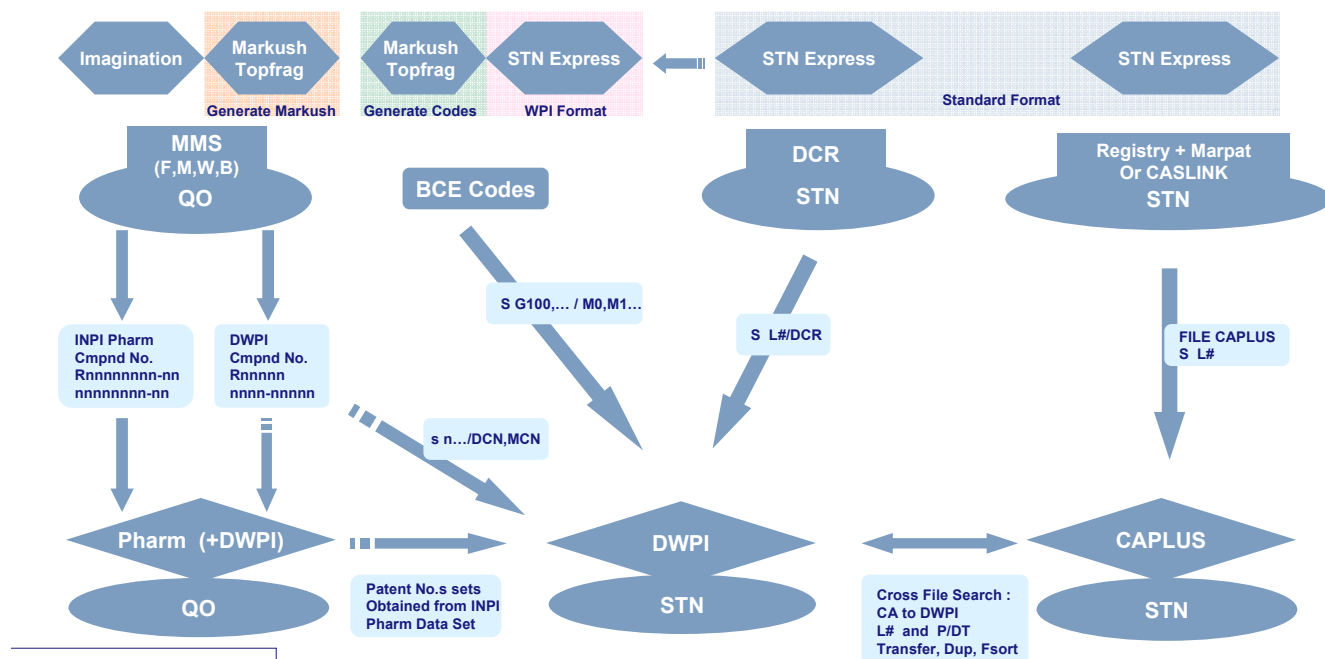 Imagination
Markush
Topfrag
Markush
Topfrag
STN Express
STN Express
STN Express
Generate Markush
Generate Codes
WPI Format
Standard Format
MMS
(F,M,W,B)
QO
BCE Codes
DCR
STN
Registry + Marpat
Or CASLINK
STN
S G100,… / M0,M1…
INPI Pharm
Cmpnd No.
Rnnnnnnnn-nn
nnnnnnnn-nn
DWPI
Cmpnd No.
Rnnnnn
nnnn-nnnnn
S L#/DCR
FILE CAPLUS
S L#
s n…/DCN,MCN
Pharm (+DWPI)
QO
Patent No.s sets
Obtained from INPI
Pharm Data Set
DWPI
STN
Cross File Search :
CA to DWPI
L# and P/DT
Transfer, Dup, Fsort
CAPLUS
STN